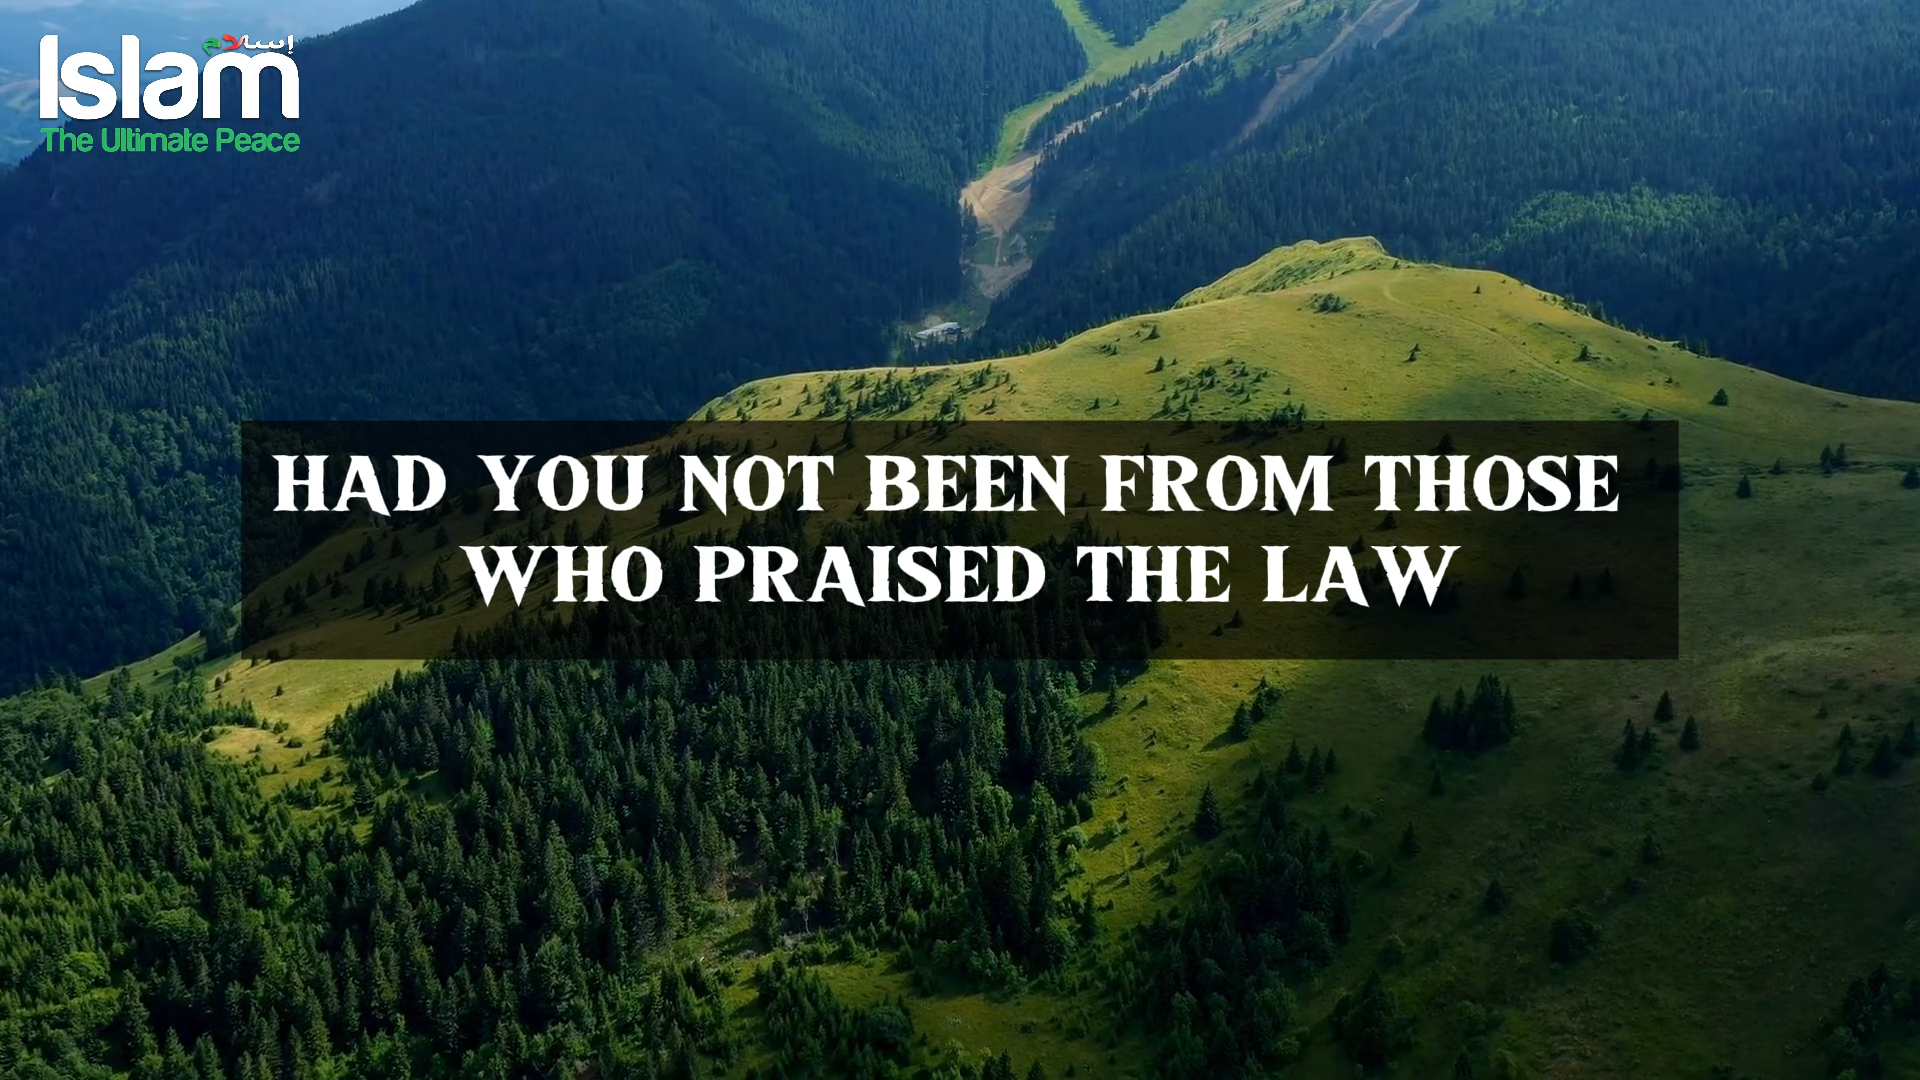 إسلام
Islam
The Ultimate Peace
HAD YOU NOT BEEN FROM THOSE
WHO PRAISED THE LAW